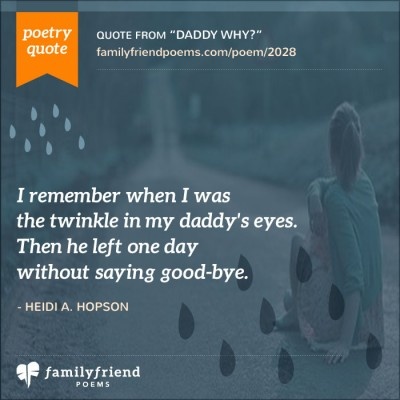 poetry
quote
QUOTE FROM “DADDY WHY?”
familyfriendpoems.com/poem/2028
I remember when I was
the twinkle in my daddy's eyes.
Then he left one day
without saying good-bye.
- HEIDI A. HOPSON
familyfriend
POEMS